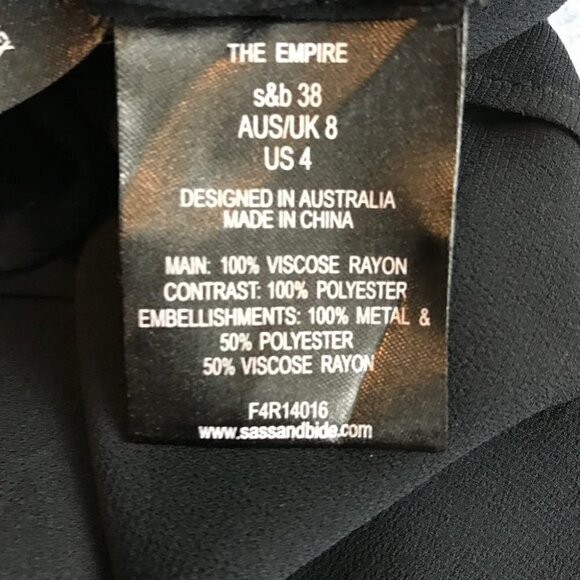 THE EMPIRE
s&b 38
AUS/UK 8
US 4
DESIGNED IN AUSTRALIA
MADE IN CHINA
MAIN: 100% VISCOSE RAYON
CONTRAST: 100% POLYESTER
EMBELLISHMENTS: 100% METAL &
50% POLYESTER
50% VISCOSE RAYON
F4R14016
www.sassandbide.com